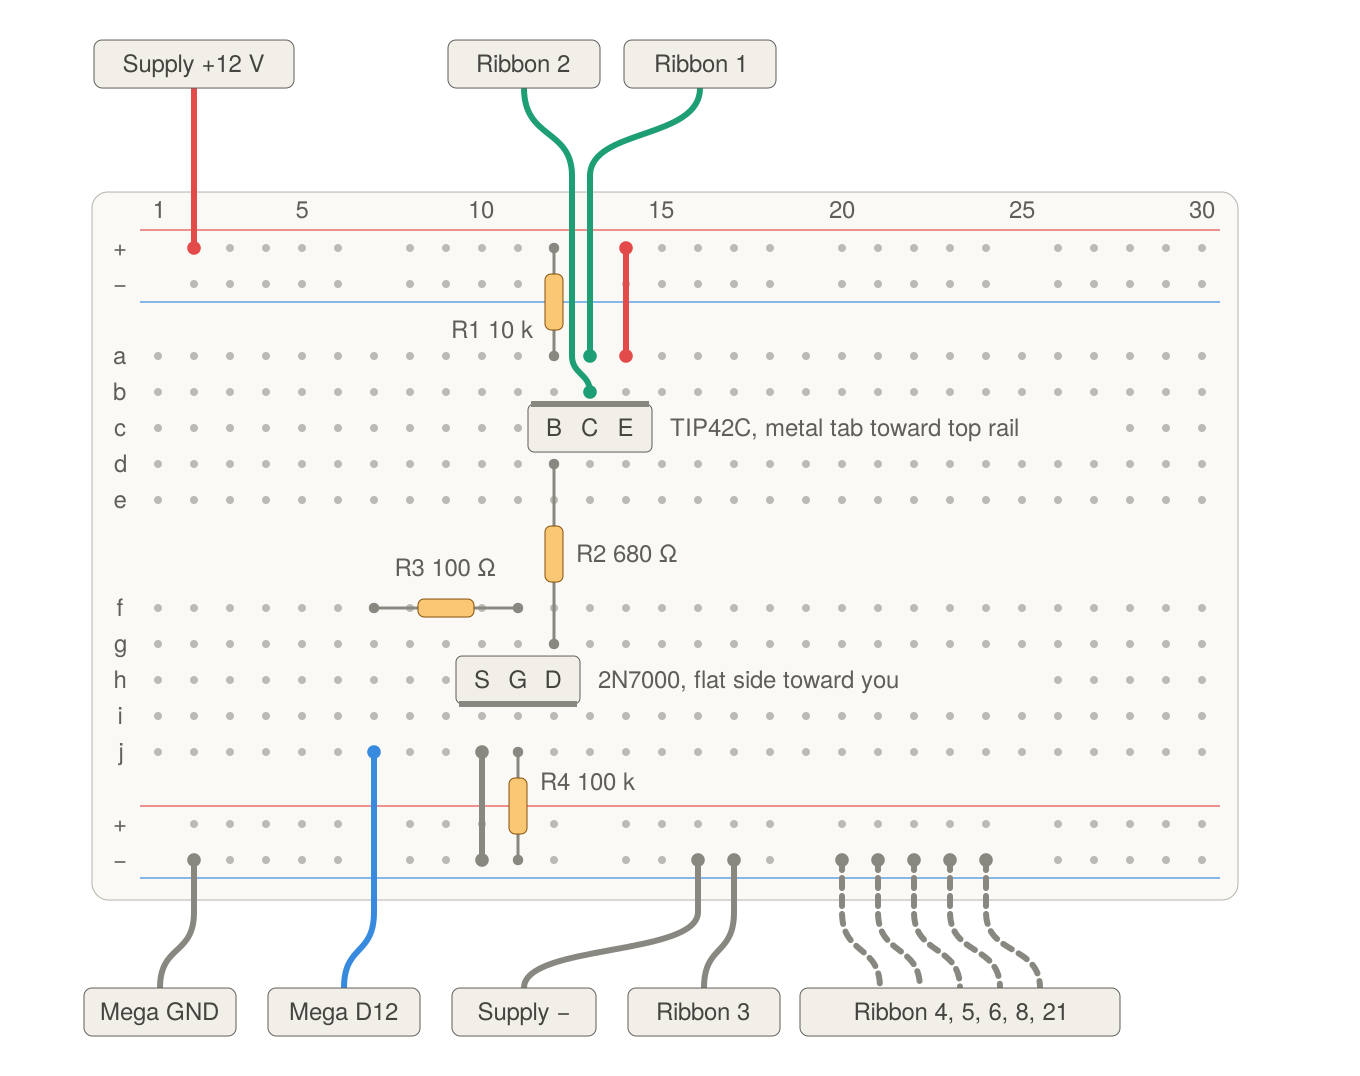 Supply +12 V
Ribbon 2
Ribbon 1
1 5 10 15 20 25 30
+
−
R1 10 k
a
b
c
B C E
TIP42C, metal tab toward top rail
d
e
R2 680 Ω
R3 100 Ω
f
g
h
S G D
2N7000, flat side toward you
i
j
R4 100 k
+
−
Mega GND
Mega D12
Supply −
Ribbon 3
Ribbon 4, 5, 6, 8, 21